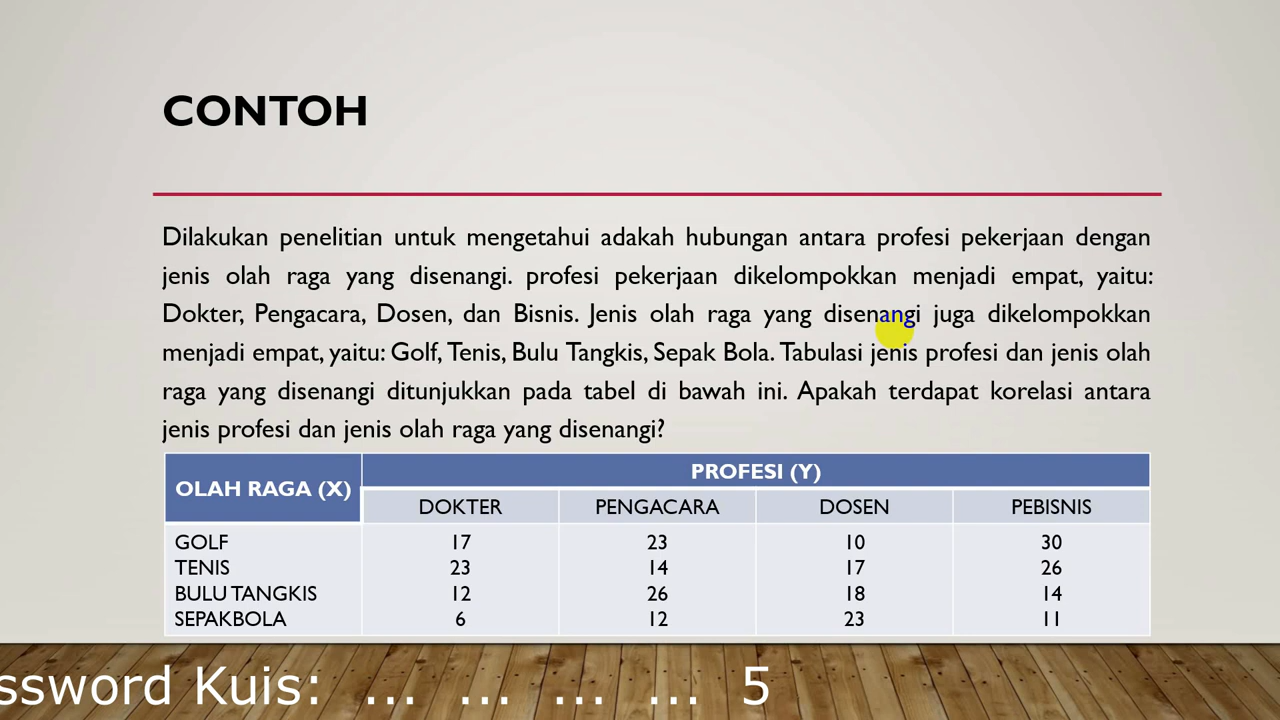 CONTOH
Dilakukan penelitian untuk mengetahui adakah hubungan antara profesi pekerjaan dengan
jenis olah raga yang disenangi. profesi pekerjaan dikelompokkan menjadi empat, yaitu:
Dokter, Pengacara, Dosen, dan Bisnis. Jenis olah raga yang disenangi juga dikelompokkan
menjadi empat, yaitu: Golf, Tenis, Bulu Tangkis, Sepak Bola. Tabulasi jenis profesi dan jenis olah
raga yang disenangi ditunjukkan pada tabel di bawah ini. Apakah terdapat korelasi antara
jenis profesi dan jenis olah raga yang disenangi?
OLAH RAGA (X) PROFESI (Y)
DOKTER PENGACARA DOSEN PEBISNIS
GOLF 17 23 10 30
TENIS 23 14 17 26
BULU TANGKIS 12 26 18 14
SEPAKBOLA 6 12 23 11
ssword Kuis: ... ... ... ... 5